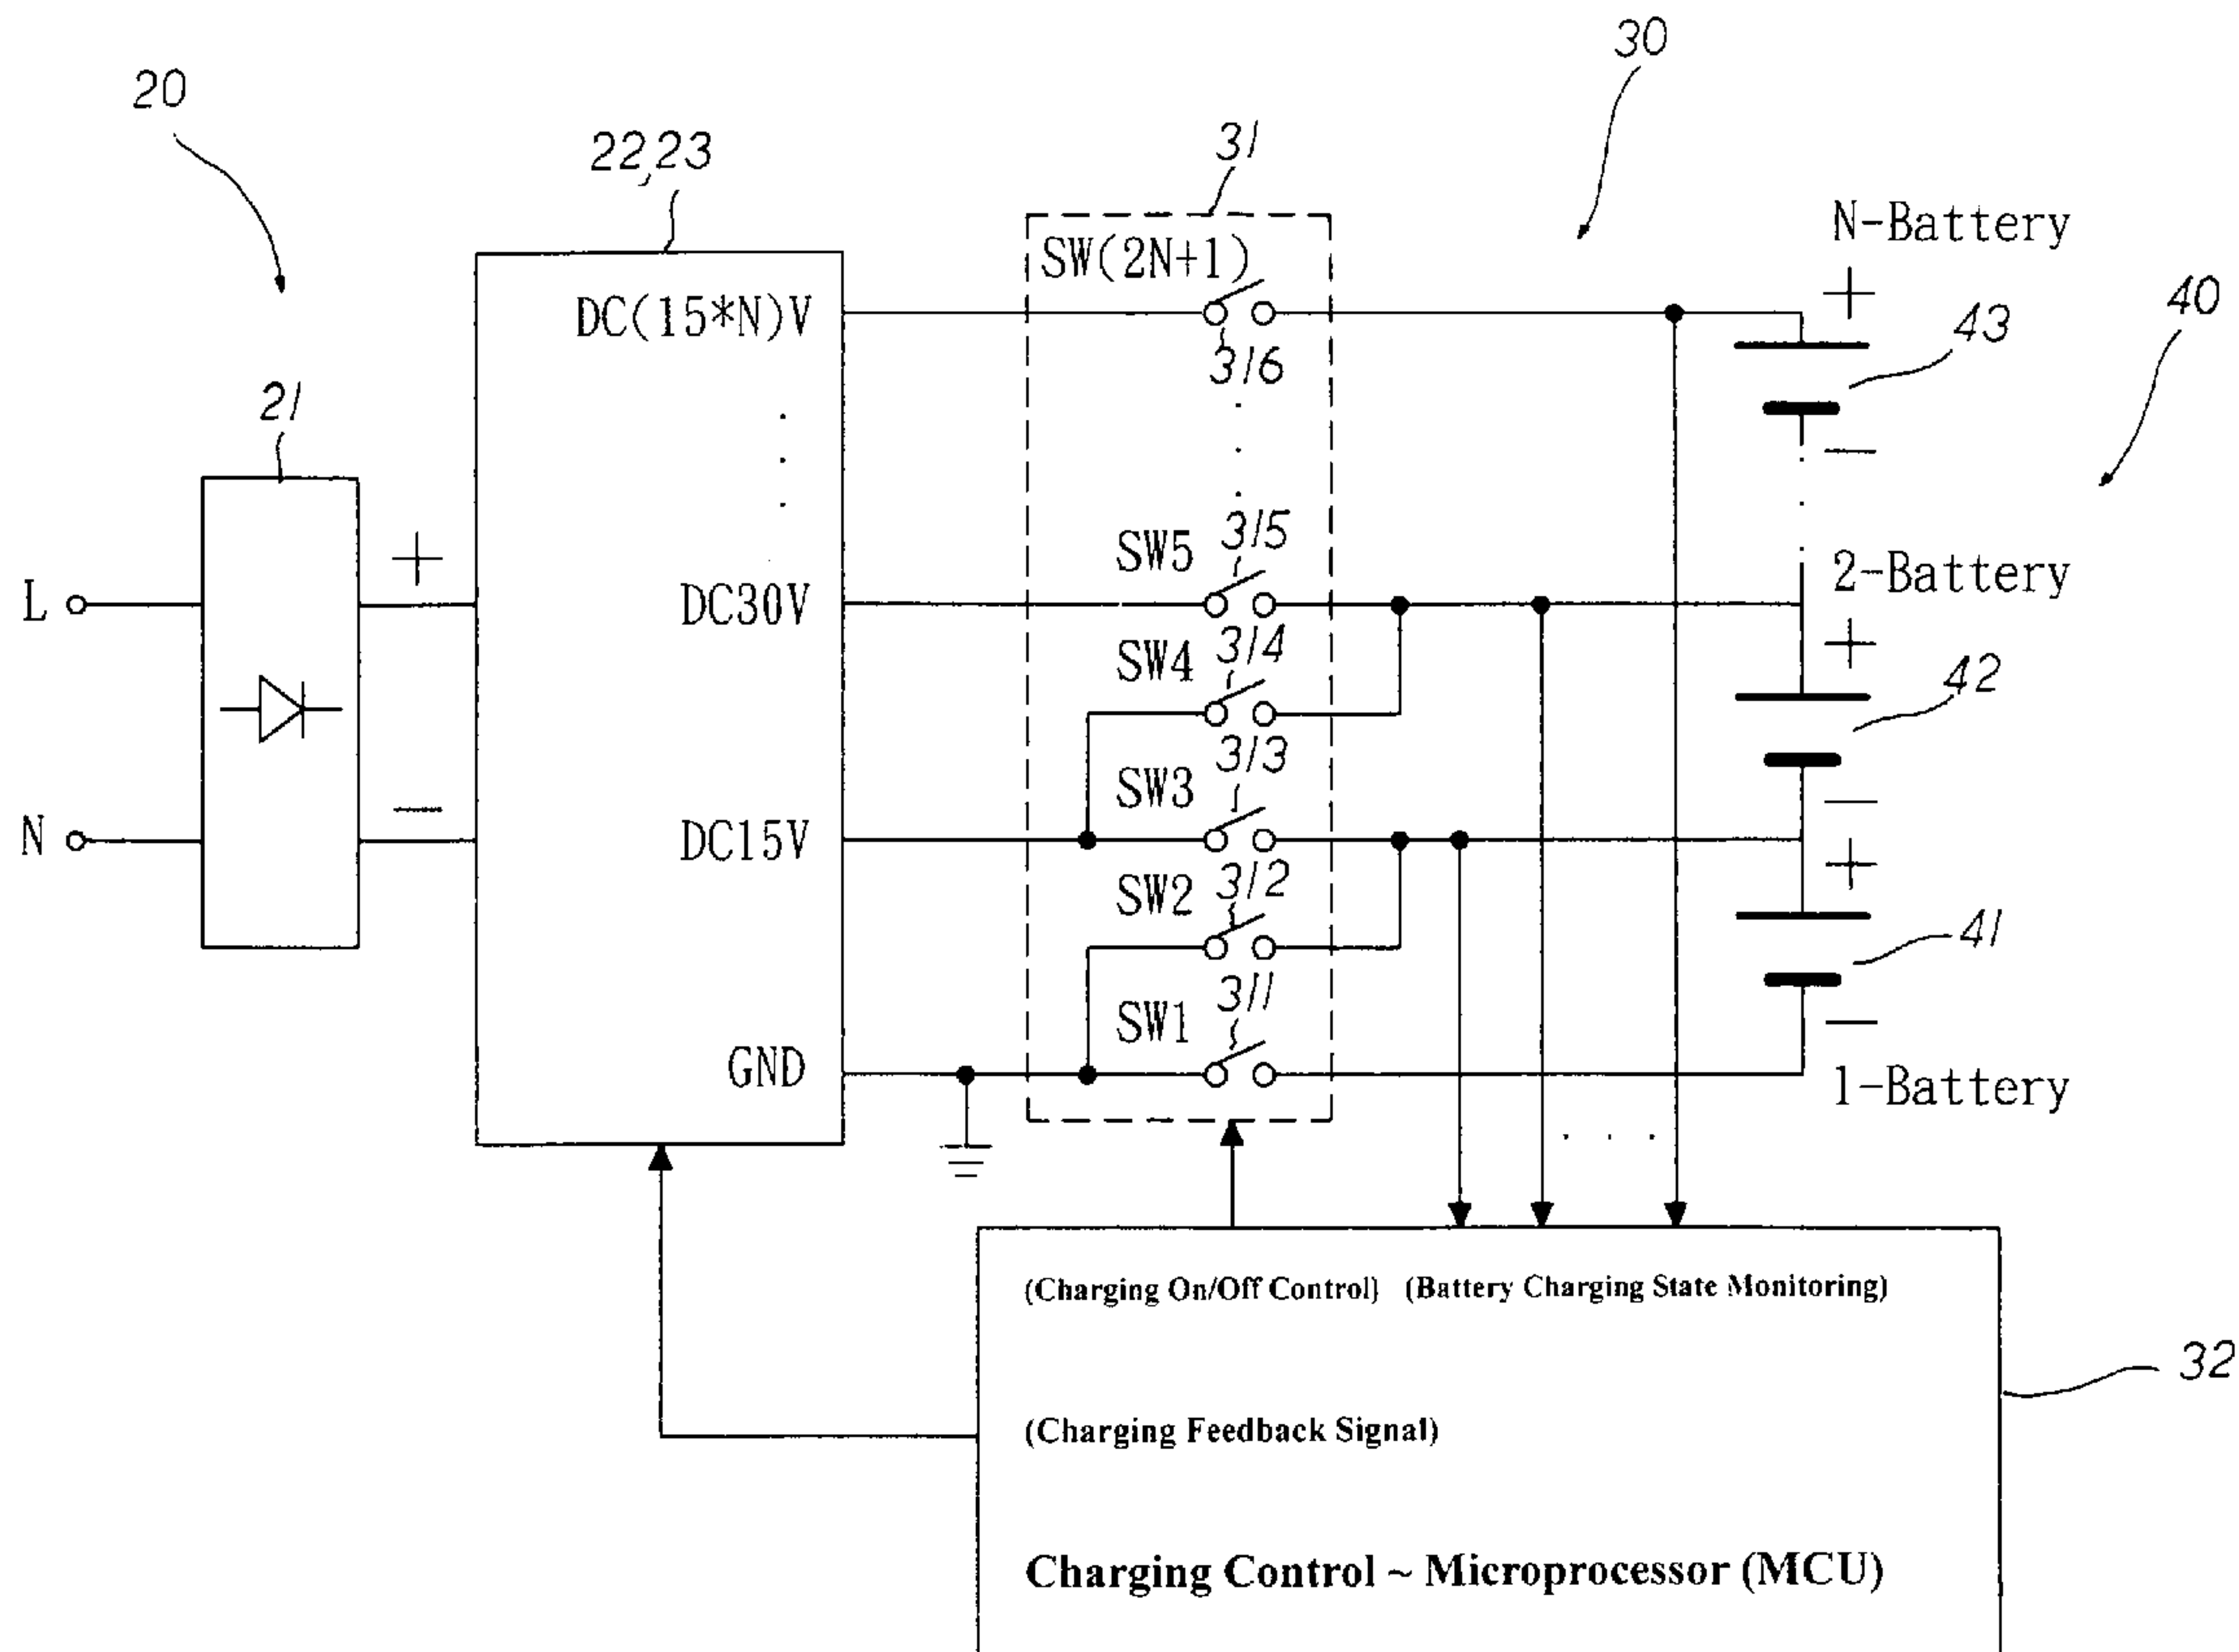 30
20
40
22,23
31
N-Battery
SW(2N+1)
+
DC(15*N)V
316
43
21
—
SW5
315
+
2-Battery
L
DC30V
SW4
314
+
42
SW3
313
—
N
DC15V
—
+
SW2
312
41
SW1
311
—
GND
1-Battery
(Charging On/Off Control) (Battery Charging State Monitoring)
32
(Charging Feedback Signal)
Charging Control ~ Microprocessor (MCU)